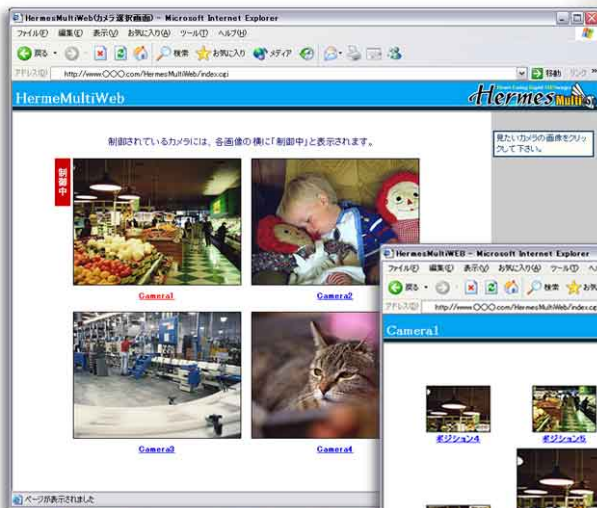 HermesMultiWeb(カメラ選択画面) - Microsoft Internet Explorer
ファイル(F) 編集(E) 表示(V) お気に入り(A) ツール(T) ヘルプ(H)
戻る 検索 お気に入り メディア
アドレス(D) http://www.○○○.com/HermesMultiWeb/index.cgi 移動 リンク »
HermeMultiWeb
Hermes Multi
制御されているカメラには、各画像の横に「制御中」と表示されます。
見たいカメラの画像をクリッ
クして下さい。
制御中
Camera1 Camera2
Camera3 Camera4
ページが表示されました
HermesMultiWEB - Microsoft Internet Explorer
ファイル(F) 編集(E) 表示(V) お気に入り(A) ツール(T)
戻る 検索
アドレス(D) http://www.○○○.com/HermesMultiWeb/index.cgi
Camera1
ポジション4 ポジション5